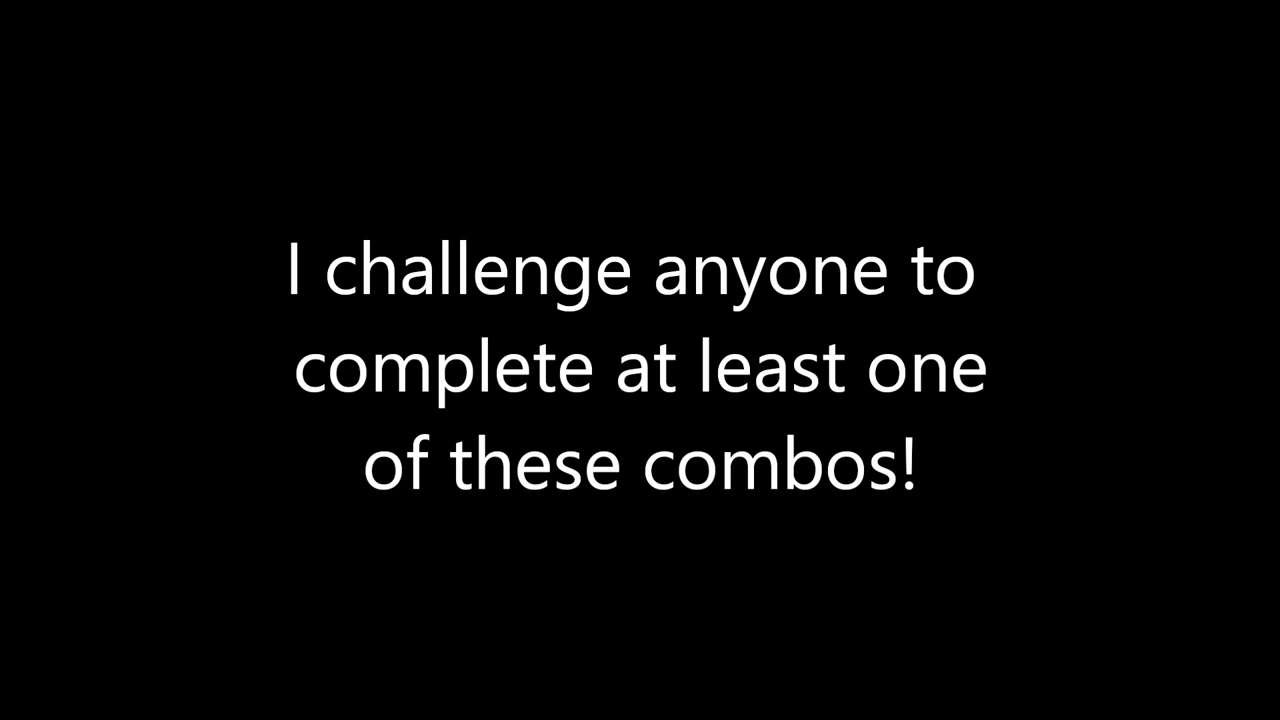 I challenge anyone to
complete at least one
of these combos!